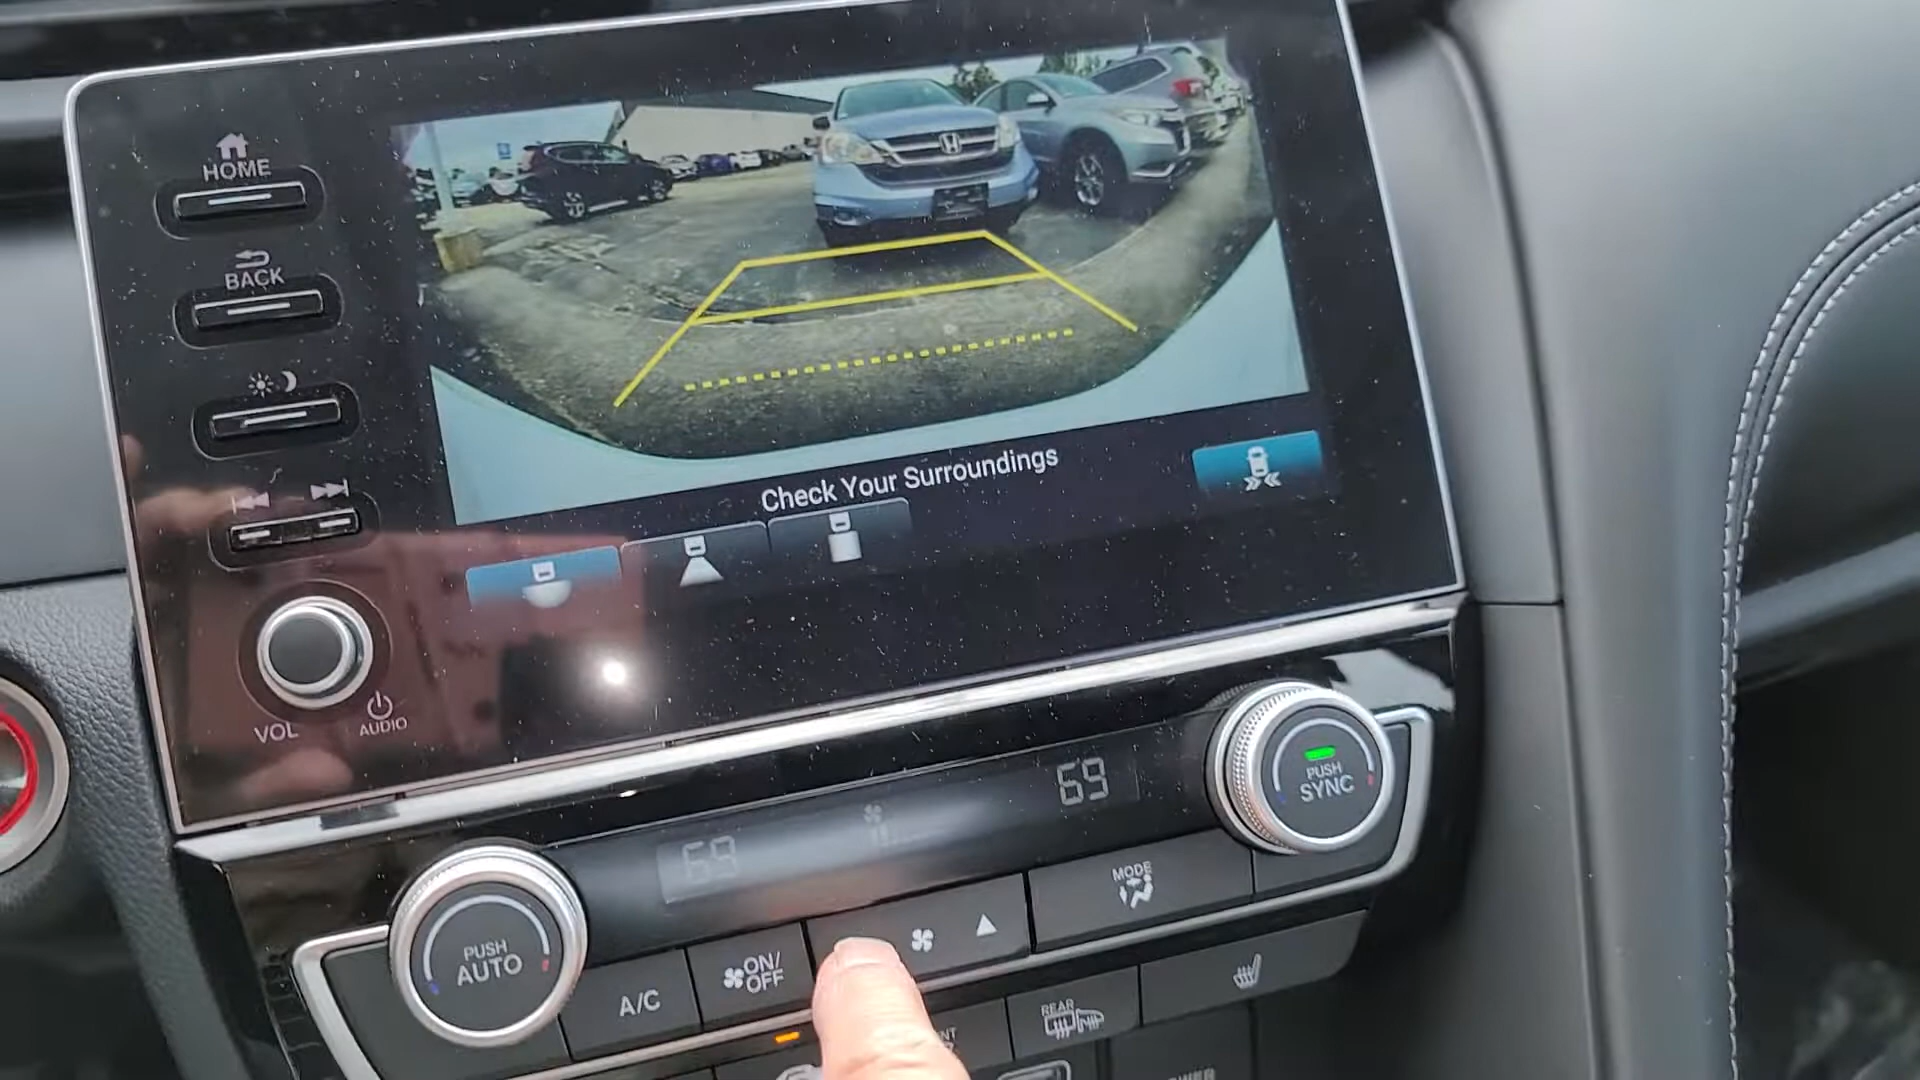 HOME
BACK
Check Your Surroundings
VOL
AUDIO
69
69
PUSH
SYNC
PUSH
AUTO
A/C
ON/
OFF
MODE
REAR